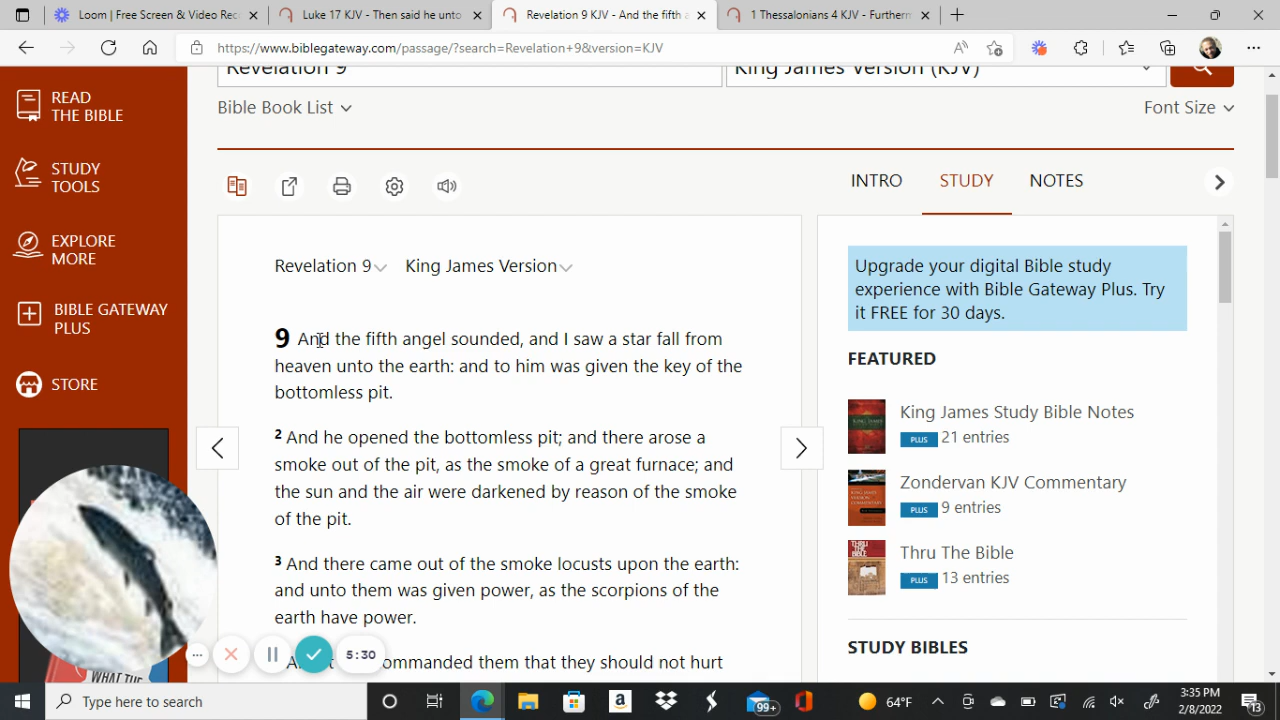 Loom | Free Screen & Video Rec
Luke 17 KJV - Then said he unto
Revelation 9 KJV - And the fifth a
1 Thessalonians 4 KJV - Furtherm
https://www.biblegateway.com/passage/?search=Revelation+9&version=KJV
Revelation 9
King James Version (KJV)
Bible Book List
Font Size
READ
THE BIBLE
STUDY
TOOLS
EXPLORE
MORE
BIBLE GATEWAY
PLUS
STORE
INTRO
STUDY
NOTES
Revelation 9
King James Version
9 And the fifth angel sounded, and I saw a star fall from
heaven unto the earth: and to him was given the key of the
bottomless pit.
2 And he opened the bottomless pit; and there arose a
smoke out of the pit, as the smoke of a great furnace; and
the sun and the air were darkened by reason of the smoke
of the pit.
3 And there came out of the smoke locusts upon the earth:
and unto them was given power, as the scorpions of the
earth have power.
commanded them that they should not hurt
Upgrade your digital Bible study
experience with Bible Gateway Plus. Try
it FREE for 30 days.
FEATURED
King James Study Bible Notes
PLUS 21 entries
Zondervan KJV Commentary
PLUS 9 entries
Thru The Bible
PLUS 13 entries
STUDY BIBLES
WHAT THE
5:30
Type here to search
99+
64°F
3:35 PM
2/8/2022
13